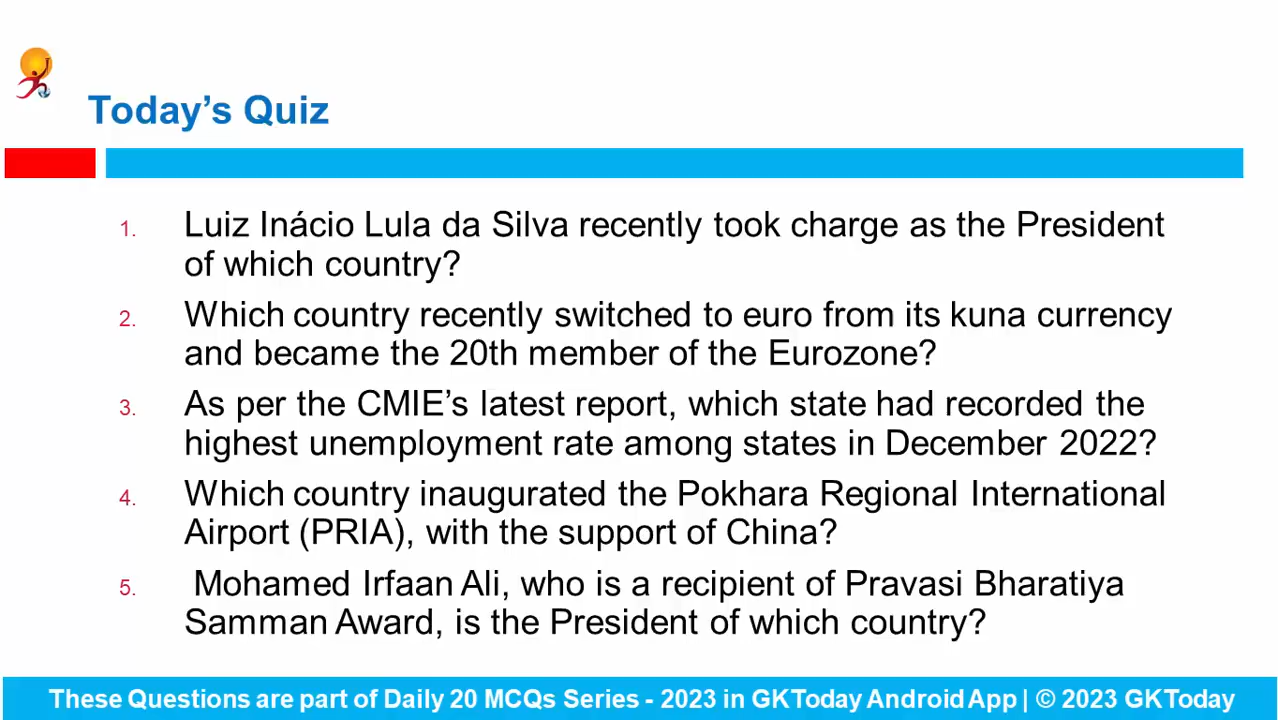 Today’s Quiz
1. Luiz Inácio Lula da Silva recently took charge as the President
of which country?
2. Which country recently switched to euro from its kuna currency
and became the 20th member of the Eurozone?
3. As per the CMIE’s latest report, which state had recorded the
highest unemployment rate among states in December 2022?
4. Which country inaugurated the Pokhara Regional International
Airport (PRIA), with the support of China?
5. Mohamed Irfaan Ali, who is a recipient of Pravasi Bharatiya
Samman Award, is the President of which country?
These Questions are part of Daily 20 MCQs Series - 2023 in GKToday Android App | © 2023 GKToday